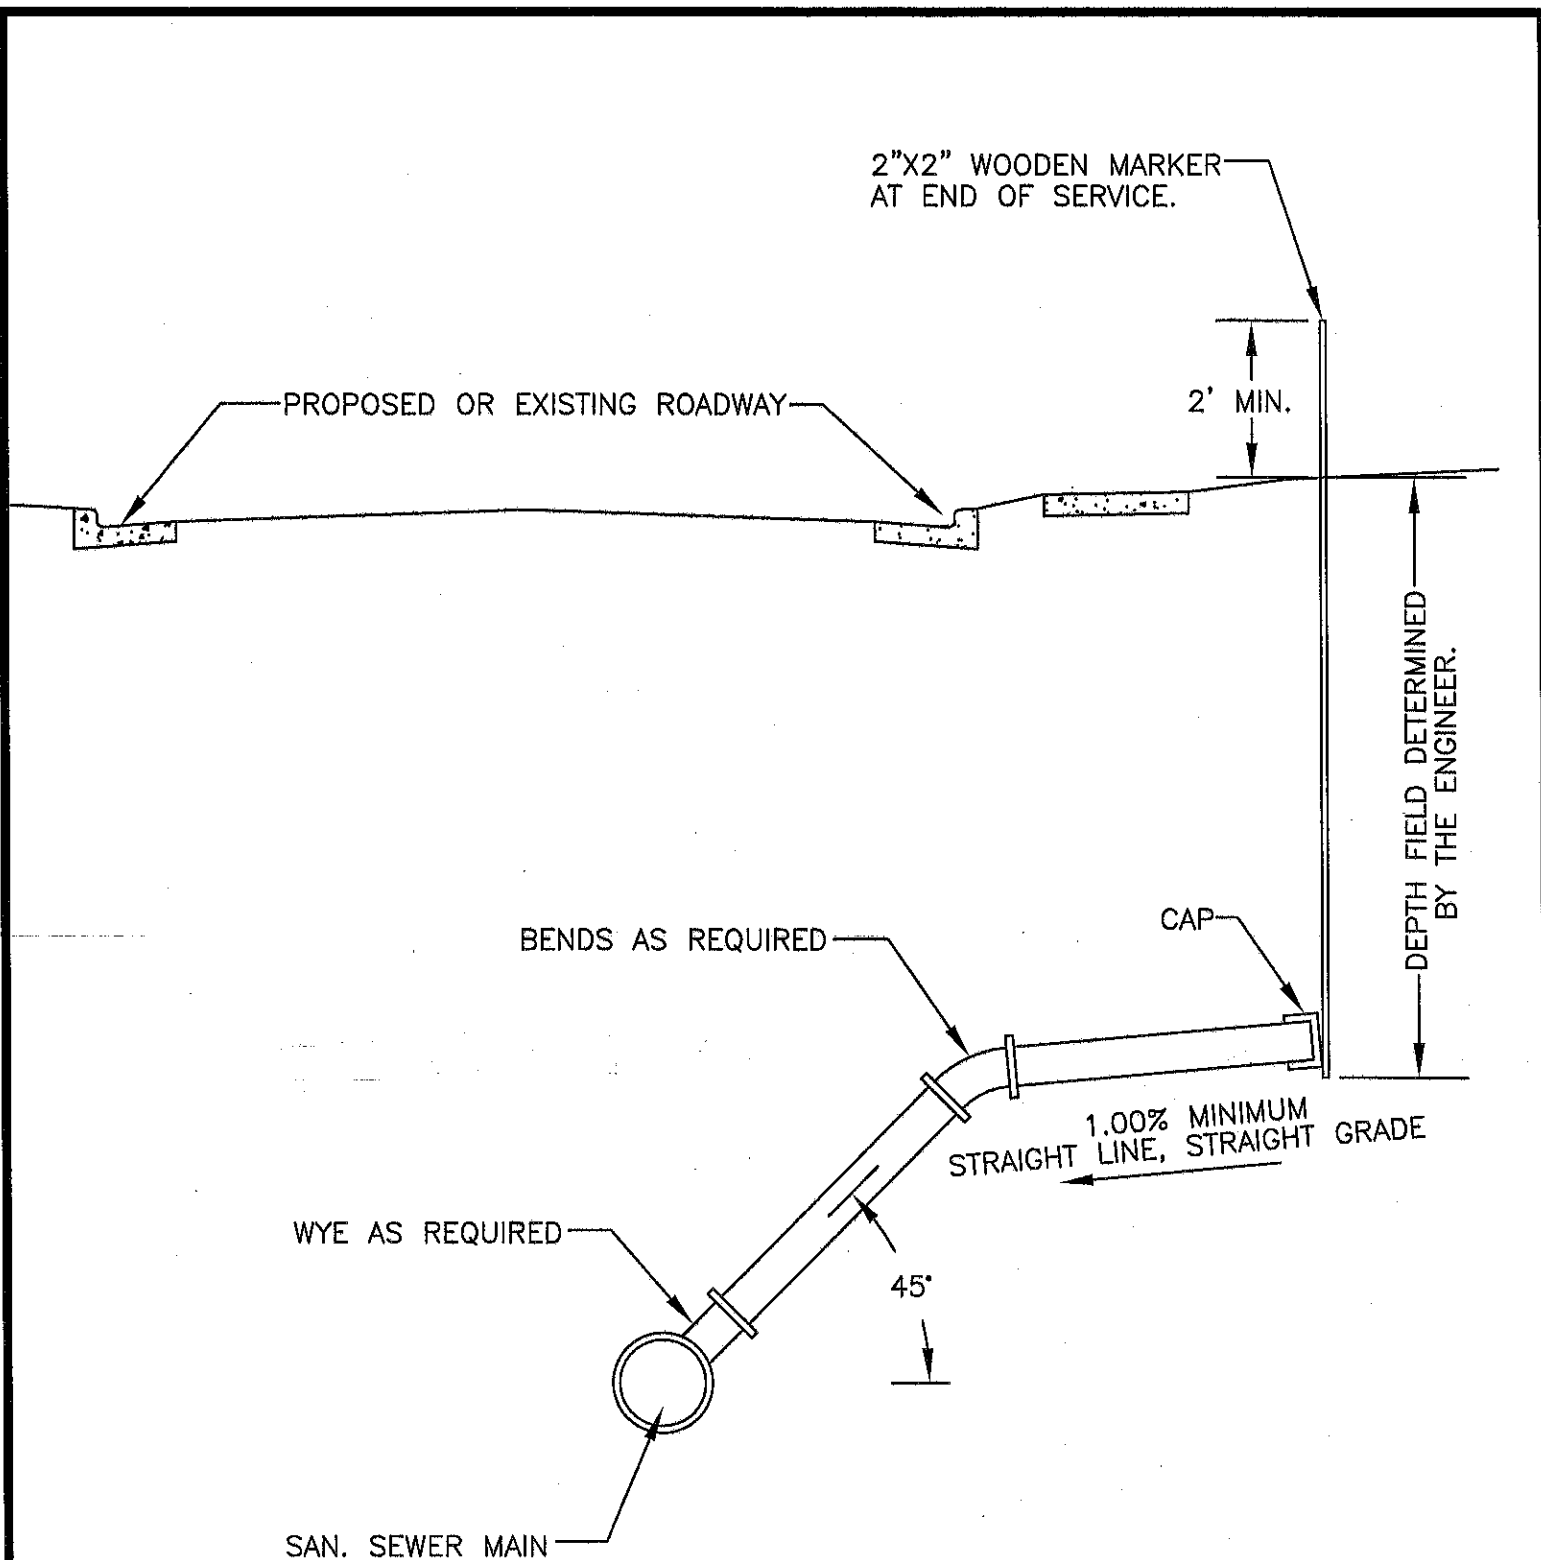 2"X2" WOODEN MARKER
AT END OF SERVICE.
PROPOSED OR EXISTING ROADWAY
2' MIN.
DEPTH FIELD DETERMINED
BY THE ENGINEER.
CAP
BENDS AS REQUIRED
1.00% MINIMUM
STRAIGHT LINE, STRAIGHT GRADE
WYE AS REQUIRED
45°
SAN. SEWER MAIN